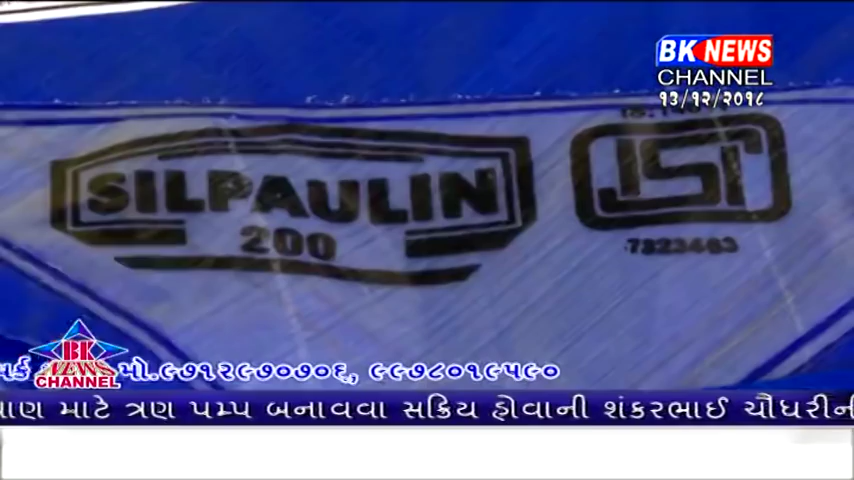 BK NEWS
CHANNEL
૧૩/૧૨/૨૦૧૮
SILPAULIN
200
ISI
7323463
મો.૯૭૧૨૯૭૦૭૦૬, ૯૯૭૮૦૧૯૫૯૦
BK
NEWS
CHANNEL
માટે ત્રણ પમ્પ બનાવવા સક્રિય હોવાની શંકરભાઈ ચૌધરીની